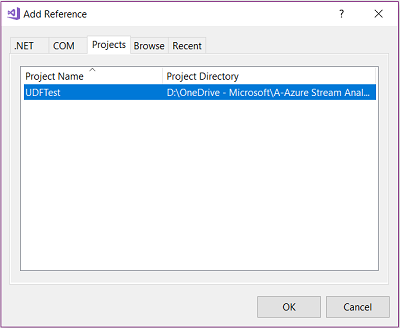 Add Reference
.NET COM Projects Browse Recent
Project Name Project Directory
UDFTest D:\OneDrive - Microsoft\A-Azure Stream Anal...
OK Cancel